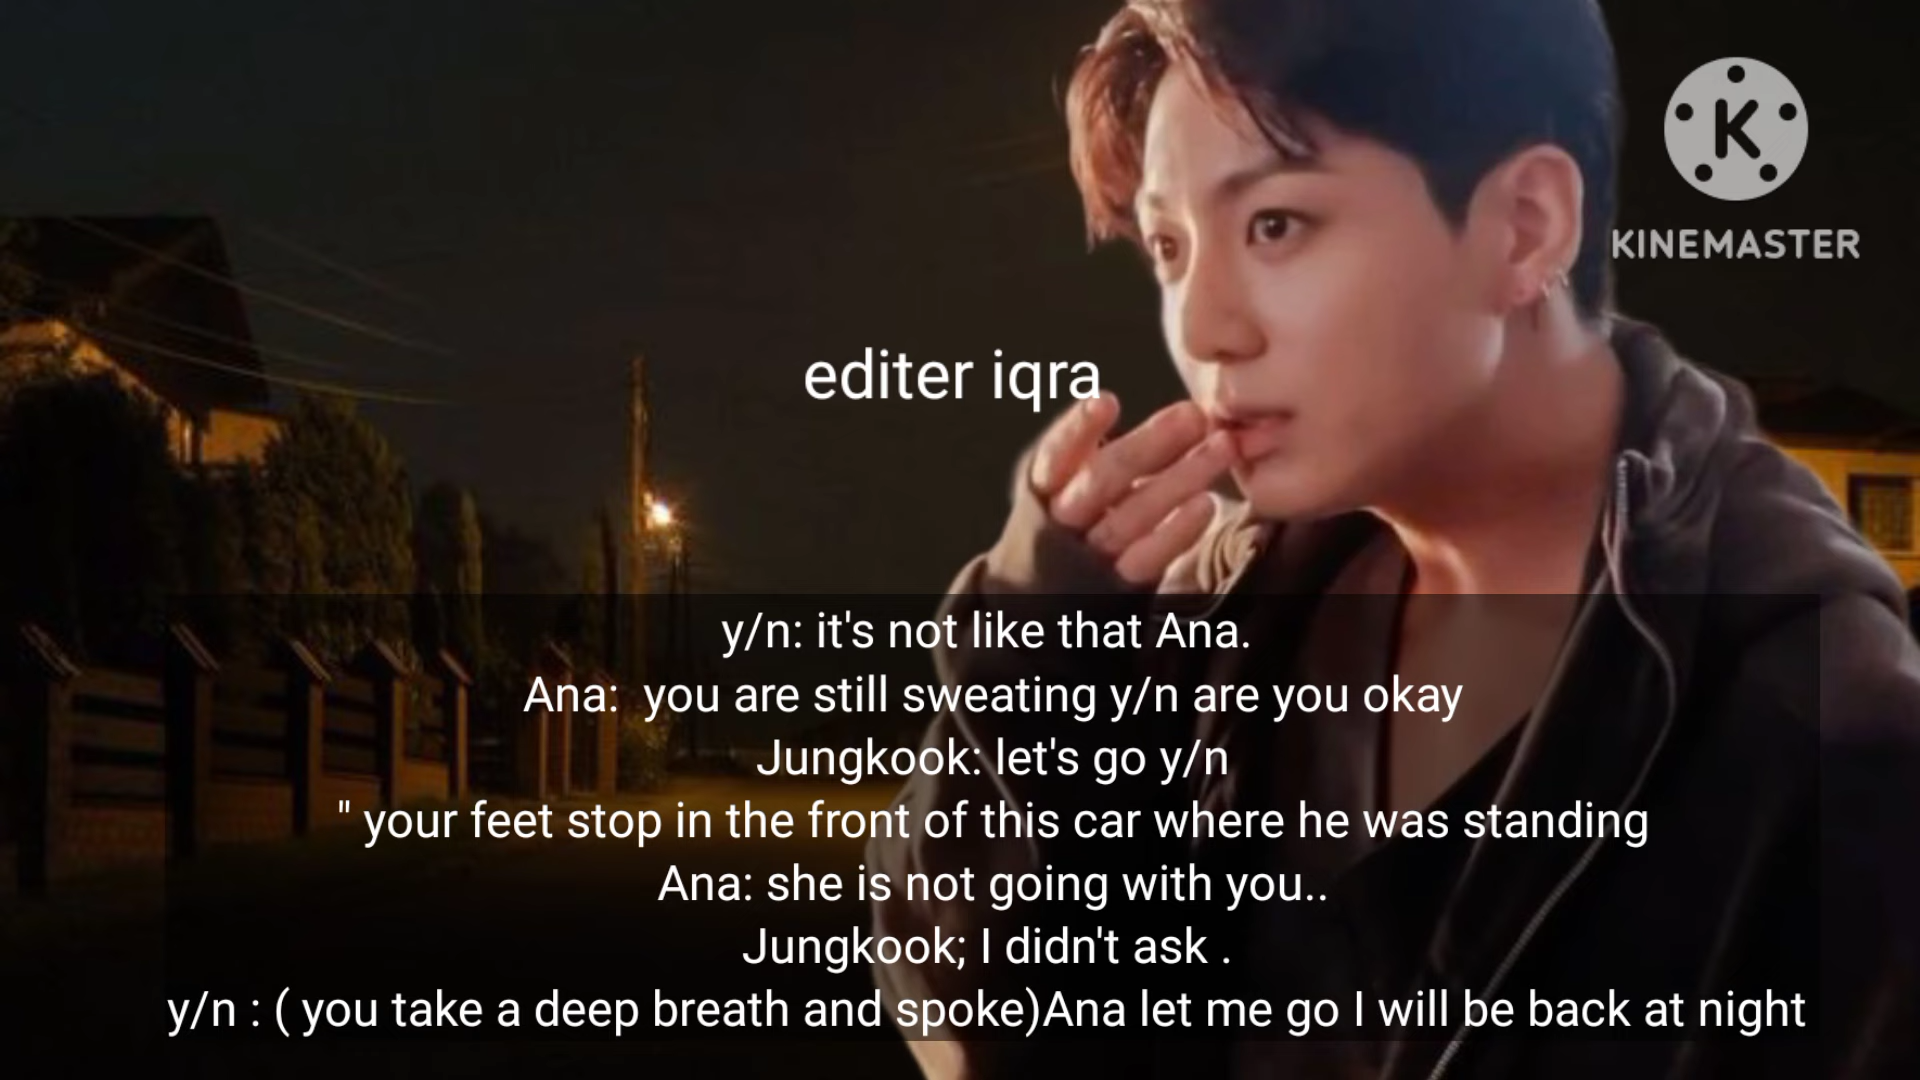 K
KINEMASTER
editer iqra
y/n: it's not like that Ana.
Ana:  you are still sweating y/n are you okay
Jungkook: let's go y/n
" your feet stop in the front of this car where he was standing
Ana: she is not going with you..
Jungkook; I didn't ask .
y/n : ( you take a deep breath and spoke)Ana let me go I will be back at night